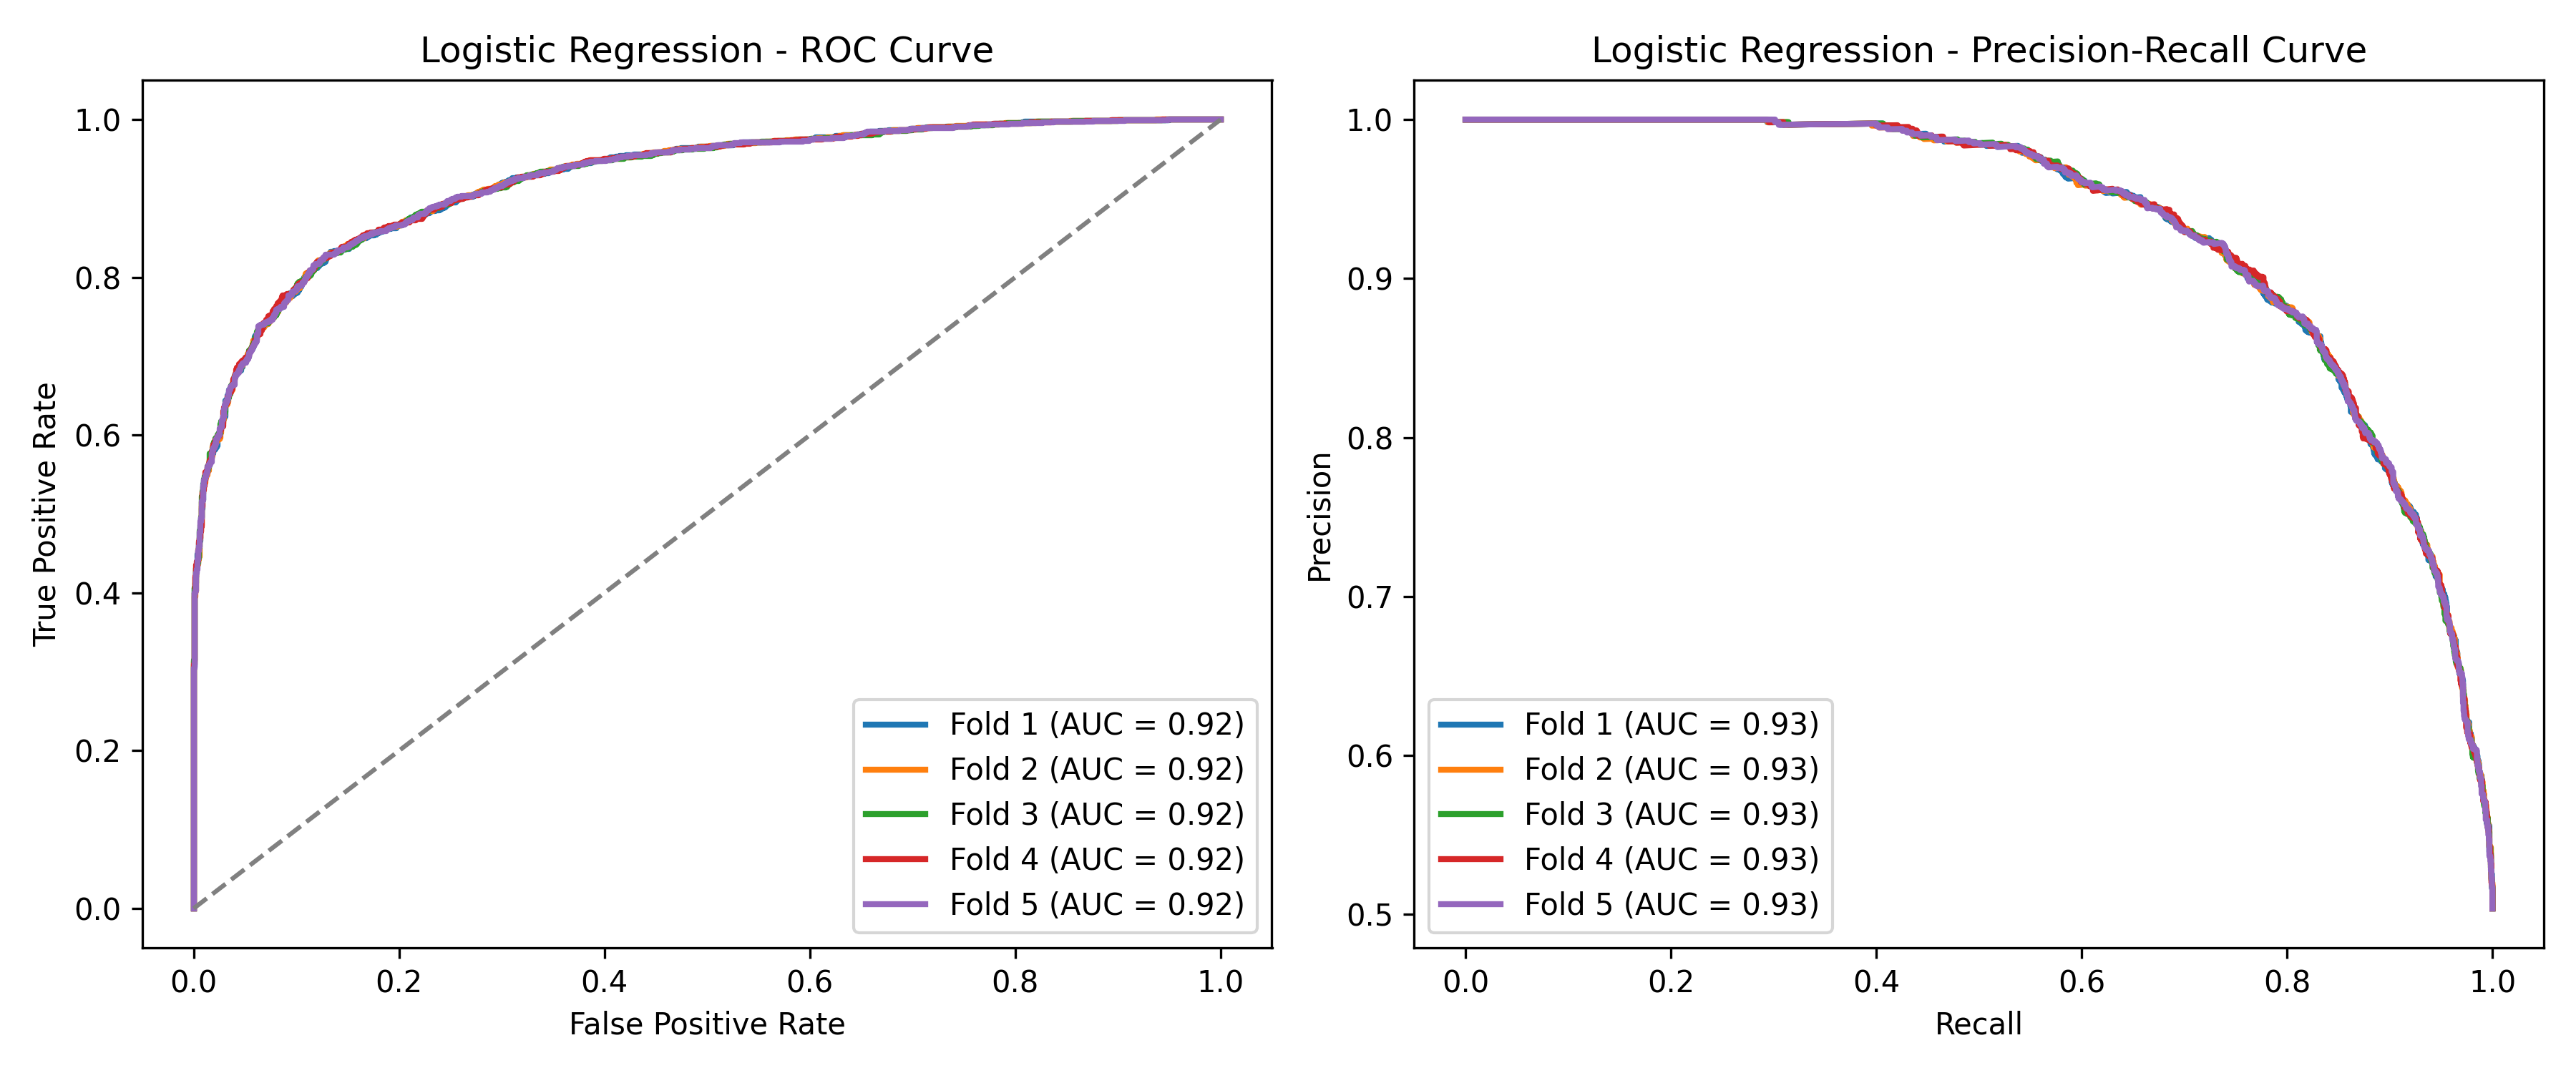 Logistic Regression - ROC Curve
True Positive Rate
1.0
0.8
0.6
0.4
0.2
0.0
Fold 1 (AUC = 0.92)
Fold 2 (AUC = 0.92)
Fold 3 (AUC = 0.92)
Fold 4 (AUC = 0.92)
Fold 5 (AUC = 0.92)
0.0 0.2 0.4 0.6 0.8 1.0
False Positive Rate
Logistic Regression - Precision-Recall Curve
Precision
1.0
0.9
0.8
0.7
0.6
0.5
Fold 1 (AUC = 0.93)
Fold 2 (AUC = 0.93)
Fold 3 (AUC = 0.93)
Fold 4 (AUC = 0.93)
Fold 5 (AUC = 0.93)
0.0 0.2 0.4 0.6 0.8 1.0
Recall